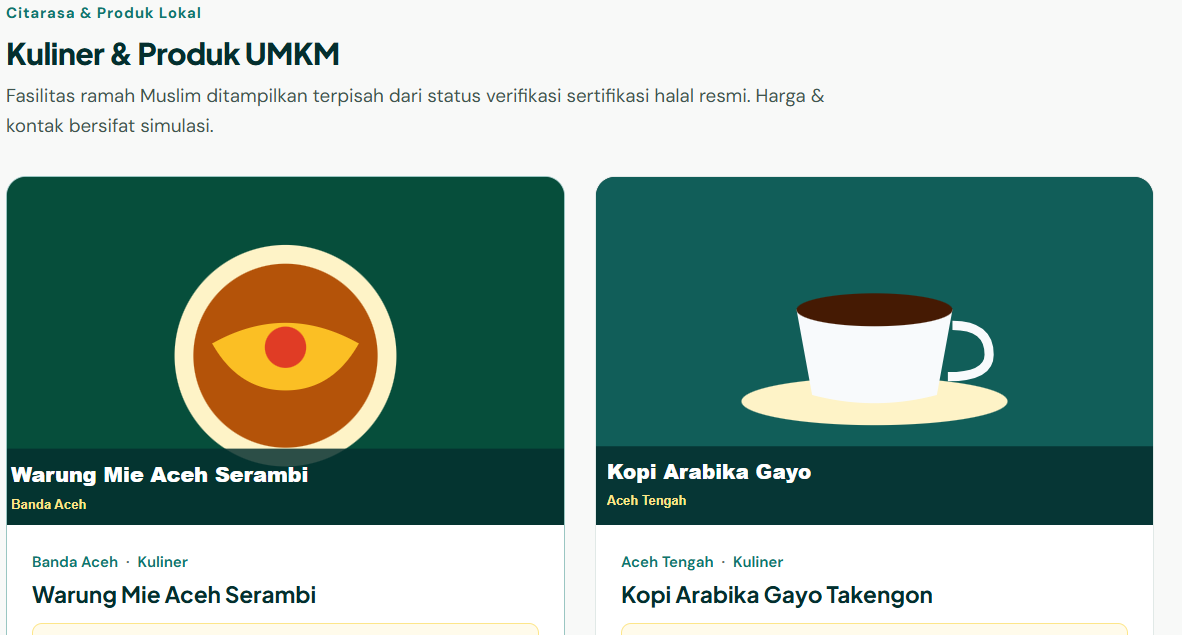 Citarasa & Produk Lokal
Kuliner & Produk UMKM
Fasilitas ramah Muslim ditampilkan terpisah dari status verifikasi sertifikasi halal resmi. Harga &
kontak bersifat simulasi.
Warung Mie Aceh Serambi
Banda Aceh
Banda Aceh · Kuliner
Warung Mie Aceh Serambi
Kopi Arabika Gayo
Aceh Tengah
Aceh Tengah · Kuliner
Kopi Arabika Gayo Takengon